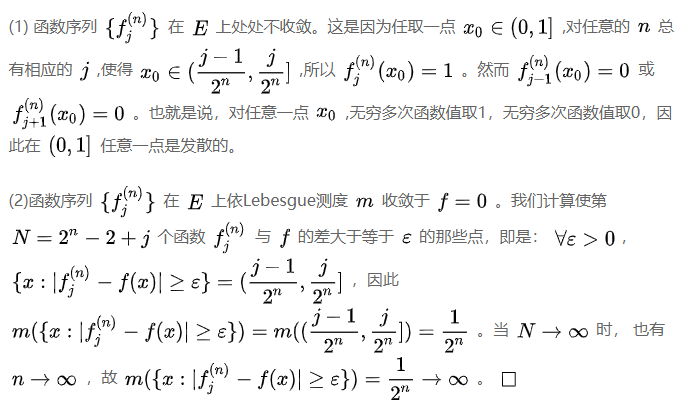 (1) 函数序列 $\{f_j^{(n)}\}$ 在 $E$ 上处处不收敛。这是因为任取一点 $x_0 \in (0,1]$ ,对任意的 $n$ 总
有相应的 $j$ ,使得 $x_0 \in (\frac{j-1}{2^n}, \frac{j}{2^n}]$ ,所以 $f_j^{(n)}(x_0) = 1$ 。然而 $f_{j-1}^{(n)}(x_0) = 0$ 或
$f_{j+1}^{(n)}(x_0) = 0$ 。也就是说，对任意一点 $x_0$ ,无穷多次函数值取1，无穷多次函数值取0，因
此在 $(0,1]$ 任意一点是发散的。
(2)函数序列 $\{f_j^{(n)}\}$ 在 $E$ 上依Lebesgue测度 $m$ 收敛于 $f = 0$ 。我们计算使第
$N = 2^n - 2 + j$ 个函数 $f_j^{(n)}$ 与 $f$ 的差大于等于 $\varepsilon$ 的那些点，即是： $\forall \varepsilon > 0$ ，
$\{x : |f_j^{(n)} - f(x)| \geq \varepsilon\} = (\frac{j-1}{2^n}, \frac{j}{2^n}]$ ，因此
$m(\{x : |f_j^{(n)} - f(x)| \geq \varepsilon\}) = m((\frac{j-1}{2^n}, \frac{j}{2^n}]) = \frac{1}{2^n}$ 。当 $N \to \infty$ 时， 也有
$n \to \infty$ ，故 $m(\{x : |f_j^{(n)} - f(x)| \geq \varepsilon\}) = \frac{1}{2^n} \to \infty$ 。 □